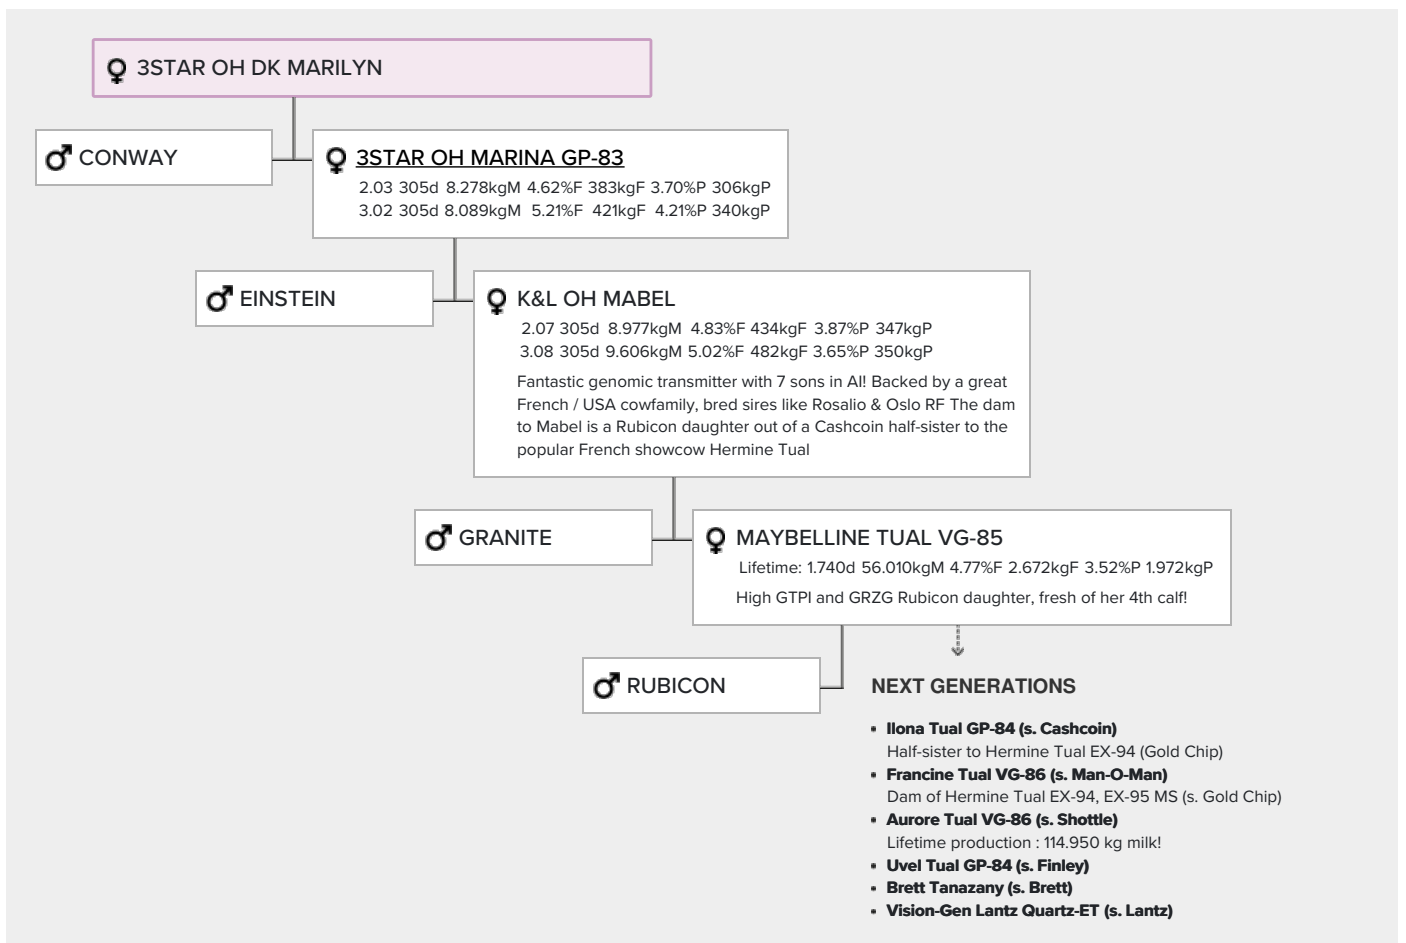 3STAR OH DK MARILYN
CONWAY
3STAR OH MARINA GP-83
2.03 305d 8.278kgM 4.62%F 383kgF 3.70%P 306kgP
3.02 305d 8.089kgM 5.21%F 421kgF 4.21%P 340kgP
EINSTEIN
K&L OH MABEL
2.07 305d 8.977kgM 4.83%F 434kgF 3.87%P 347kgP
3.08 305d 9.606kgM 5.02%F 482kgF 3.65%P 350kgP
Fantastic genomic transmitter with 7 sons in AI! Backed by a great
French / USA cowfamily, bred sires like Rosalio & Oslo RF The dam
to Mabel is a Rubicon daughter out of a Cashcoin half-sister to the
popular French showcow Hermine Tual
GRANITE
MAYBELLINE TUAL VG-85
Lifetime: 1.740d 56.010kgM 4.77%F 2.672kgF 3.52%P 1.972kgP
High GTPI and GRZG Rubicon daughter, fresh of her 4th calf!
RUBICON
NEXT GENERATIONS
• Ilona Tual GP-84 (s. Cashcoin)
Half-sister to Hermine Tual EX-94 (Gold Chip)
• Francine Tual VG-86 (s. Man-O-Man)
Dam of Hermine Tual EX-94, EX-95 MS (s. Gold Chip)
• Aurore Tual VG-86 (s. Shottle)
Lifetime production : 114.950 kg milk!
• Uvel Tual GP-84 (s. Finley)
• Brett Tanazany (s. Brett)
• Vision-Gen Lantz Quartz-ET (s. Lantz)